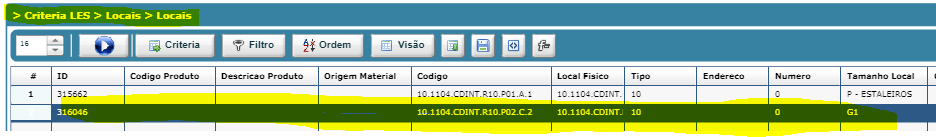 > Criteria LES > Locais > Locais
16 Criteria Filtro Ordem Visão
# ID Codigo Produto Descricao Produto Origem Material Codigo Local Fisico Tipo Endereco Numero Tamanho Local
1 315662 10.1104.CDINT.R10.P01.A.1 10.1104.CDINT. 10 0 P - ESTALEIROS
316046 10.1104.CDINT.R10.P02.C.2 10.1104.CDINT. 10 0 G1